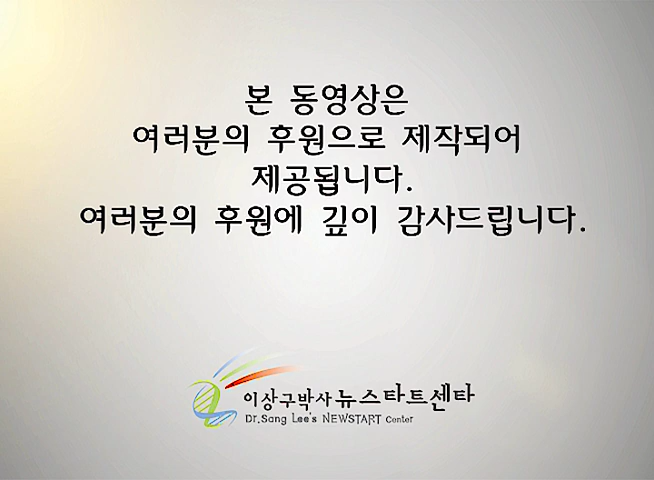 본 동영상은
여러분의 후원으로 제작되어
제공됩니다.
여러분의 후원에 깊이 감사드립니다.
이상구박사 뉴스타트센타
Dr.Sang Lee's NEWSTART Center